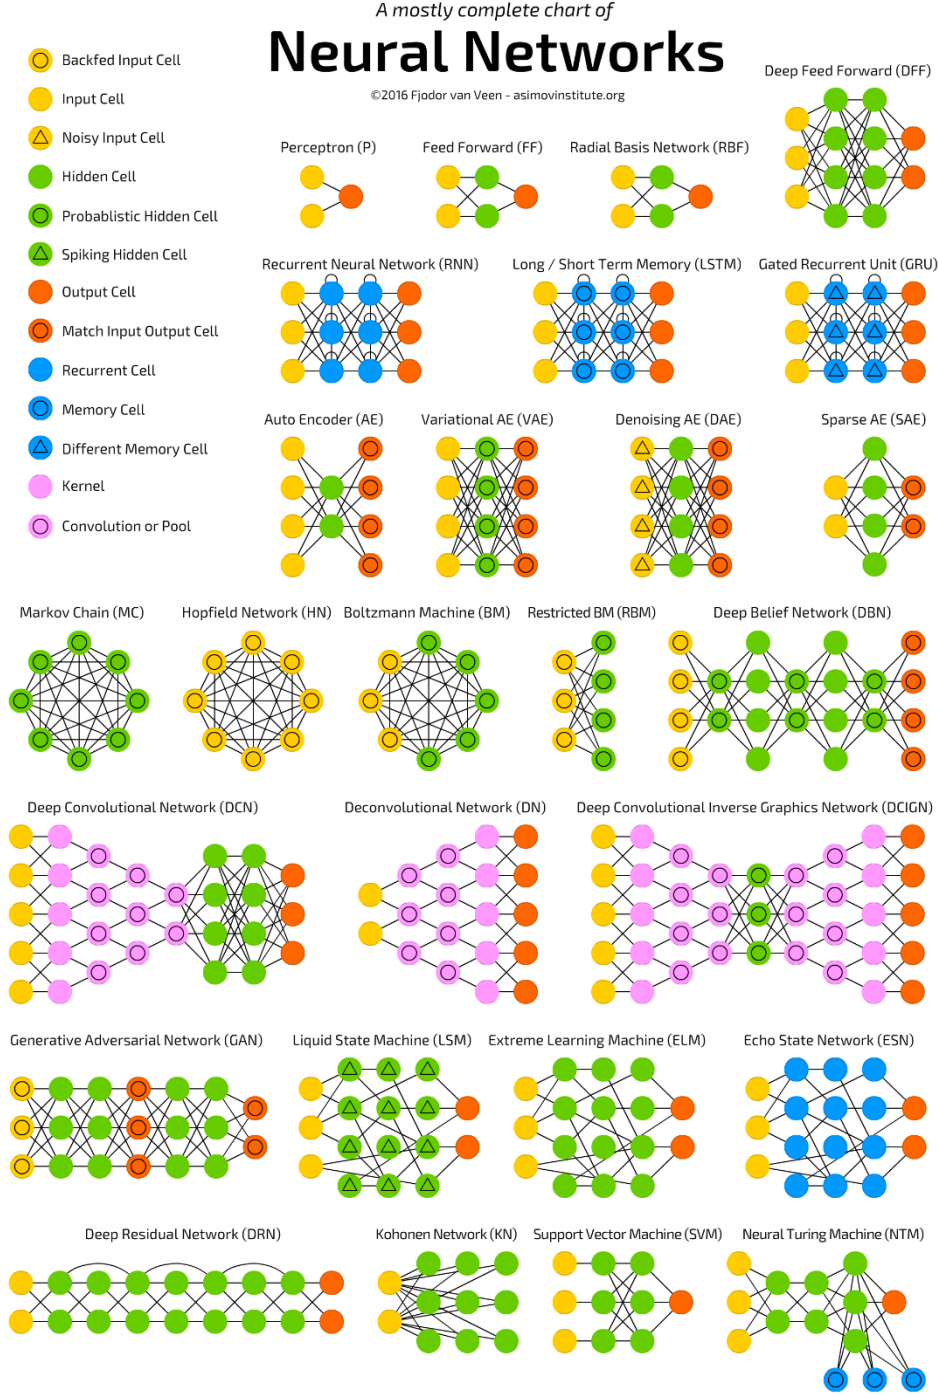 A mostly complete chart of
Neural Networks
©2016 Fjodor van Veen - asimovinstitute.org
Backfed Input Cell
Input Cell
Noisy Input Cell
Hidden Cell
Probablistic Hidden Cell
Spiking Hidden Cell
Output Cell
Match Input Output Cell
Recurrent Cell
Memory Cell
Different Memory Cell
Kernel
Convolution or Pool
Deep Feed Forward (DFF)
Perceptron (P)
Feed Forward (FF)
Radial Basis Network (RBF)
Recurrent Neural Network (RNN)
Long / Short Term Memory (LSTM)
Gated Recurrent Unit (GRU)
Auto Encoder (AE)
Variational AE (VAE)
Denoising AE (DAE)
Sparse AE (SAE)
Markov Chain (MC)
Hopfield Network (HN)
Boltzmann Machine (BM)
Restricted BM (RBM)
Deep Belief Network (DBN)
Deep Convolutional Network (DCN)
Deconvolutional Network (DN)
Deep Convolutional Inverse Graphics Network (DCIGN)
Generative Adversarial Network (GAN)
Liquid State Machine (LSM)
Extreme Learning Machine (ELM)
Echo State Network (ESN)
Deep Residual Network (DRN)
Kohonen Network (KN)
Support Vector Machine (SVM)
Neural Turing Machine (NTM)